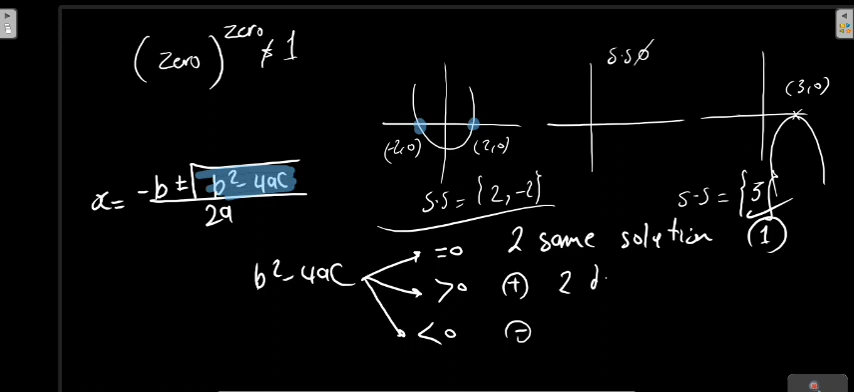 (zero)^zero ≠ 1
S.S ∅
(3,0)
(-2,0) (2,0)
x = -b ± √b² - 4ac / 2a
S.S = {2, -2}
S.S = {3}
b² - 4ac
=0 2 same solution (1)
>0 (+) 2 d
<0 (-)